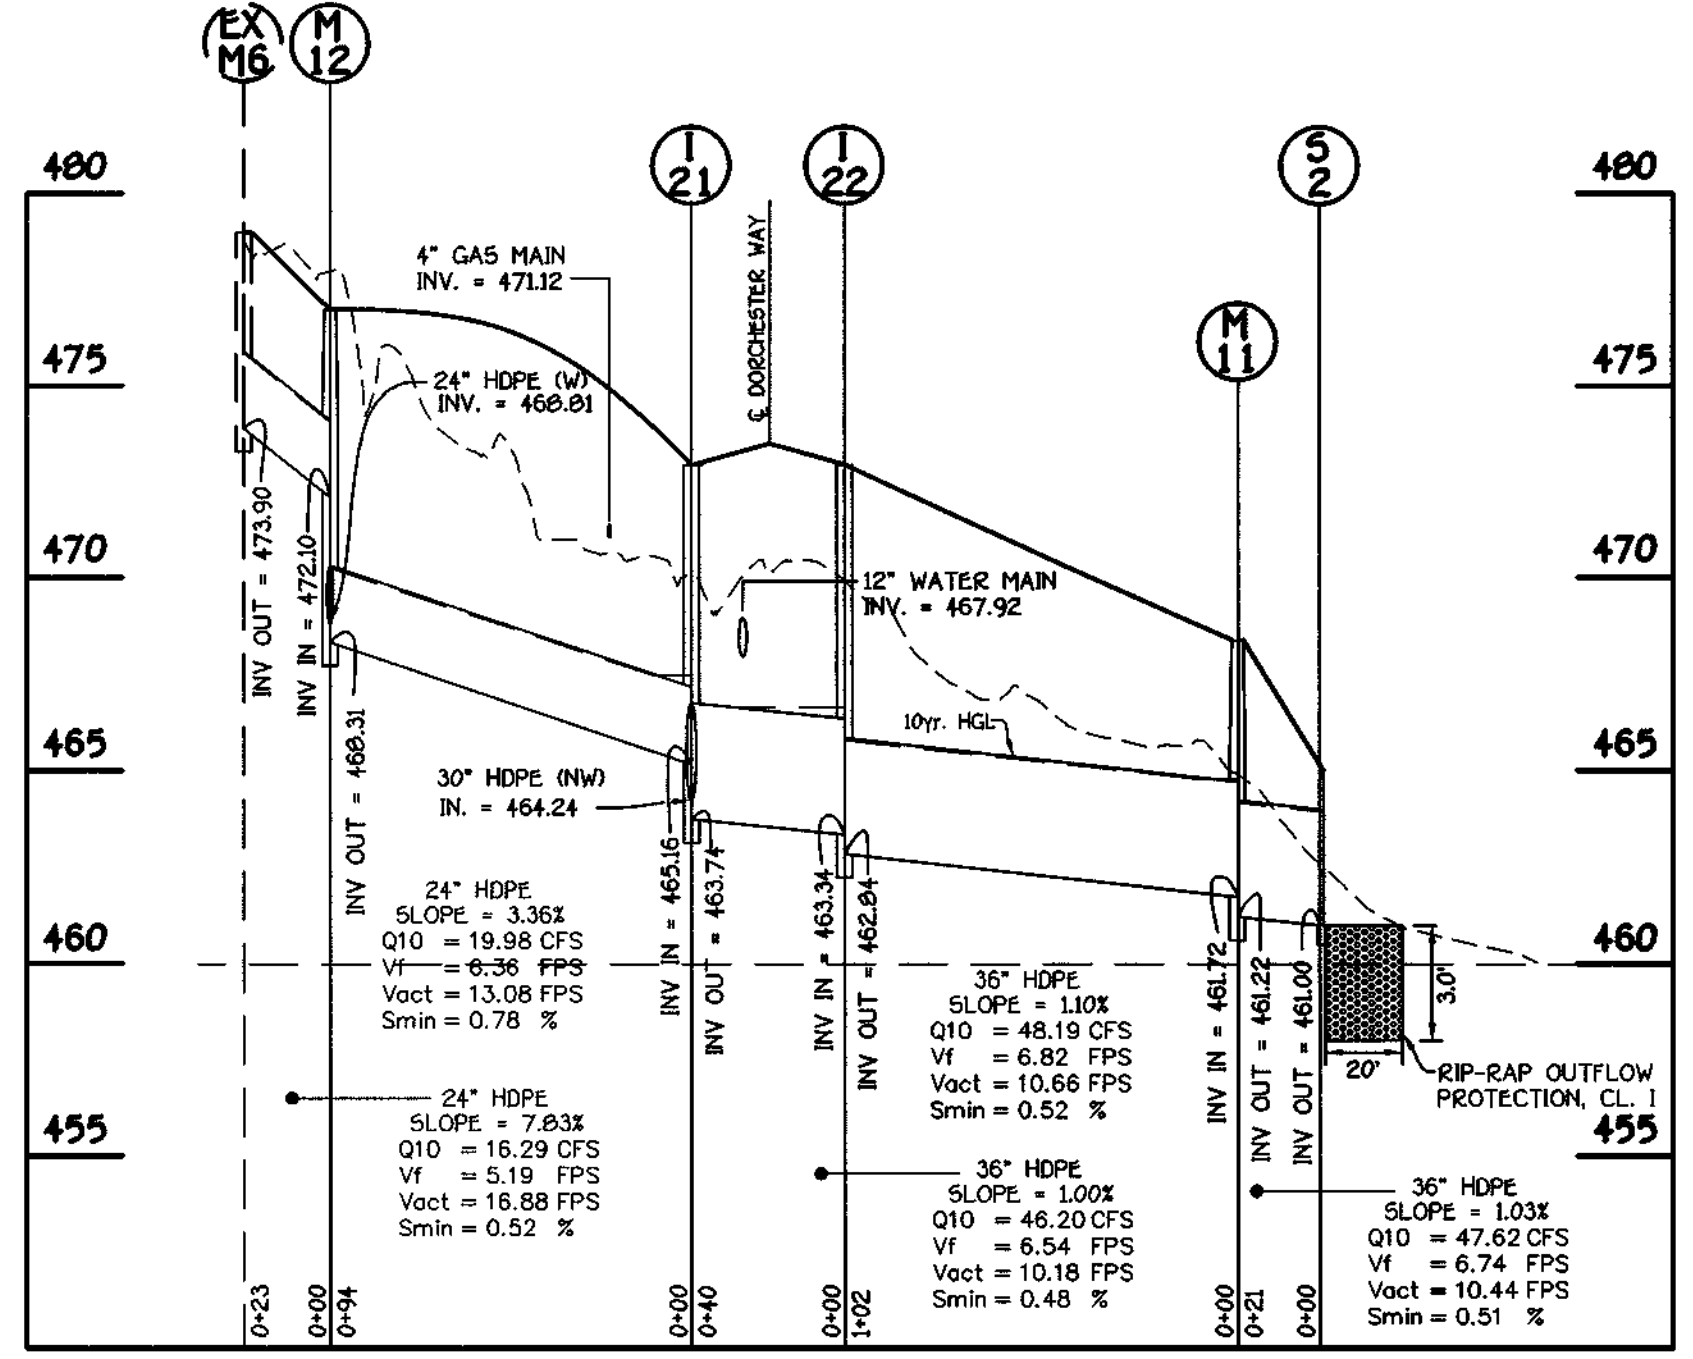 EX
M6
M
12
I
21
I
22
S
2
M
11
480
475
470
465
460
455
480
475
470
465
460
455
4" GAS MAIN
INV. = 471.12
24" HDPE (W)
INV. = 468.81
℄ DORCHESTER WAY
12" WATER MAIN
INV. = 467.92
10yr. HGL
30" HDPE (NW)
IN. = 464.24
INV OUT = 473.90
INV IN = 472.10
INV OUT = 468.31
INV IN = 465.16
INV OUT = 463.74
INV IN = 463.34
INV OUT = 462.84
INV IN = 461.72
INV OUT = 461.22
INV OUT = 461.00
24" HDPE
SLOPE = 3.36%
Q10 = 19.98 CFS
Vf = 6.36 FPS
Vact = 13.08 FPS
Smin = 0.78 %
24" HDPE
SLOPE = 7.83%
Q10 = 16.29 CFS
Vf = 5.19 FPS
Vact = 16.88 FPS
Smin = 0.52 %
36" HDPE
SLOPE = 1.10%
Q10 = 48.19 CFS
Vf = 6.82 FPS
Vact = 10.66 FPS
Smin = 0.52 %
36" HDPE
SLOPE = 1.00%
Q10 = 46.20 CFS
Vf = 6.54 FPS
Vact = 10.18 FPS
Smin = 0.48 %
36" HDPE
SLOPE = 1.03%
Q10 = 47.62 CFS
Vf = 6.74 FPS
Vact = 10.44 FPS
Smin = 0.51 %
3.0'
20'
RIP-RAP OUTFLOW
PROTECTION, CL. I
0+23
0+00
0+94
0+00
0+40
0+00
1+02
0+00
0+21
0+00